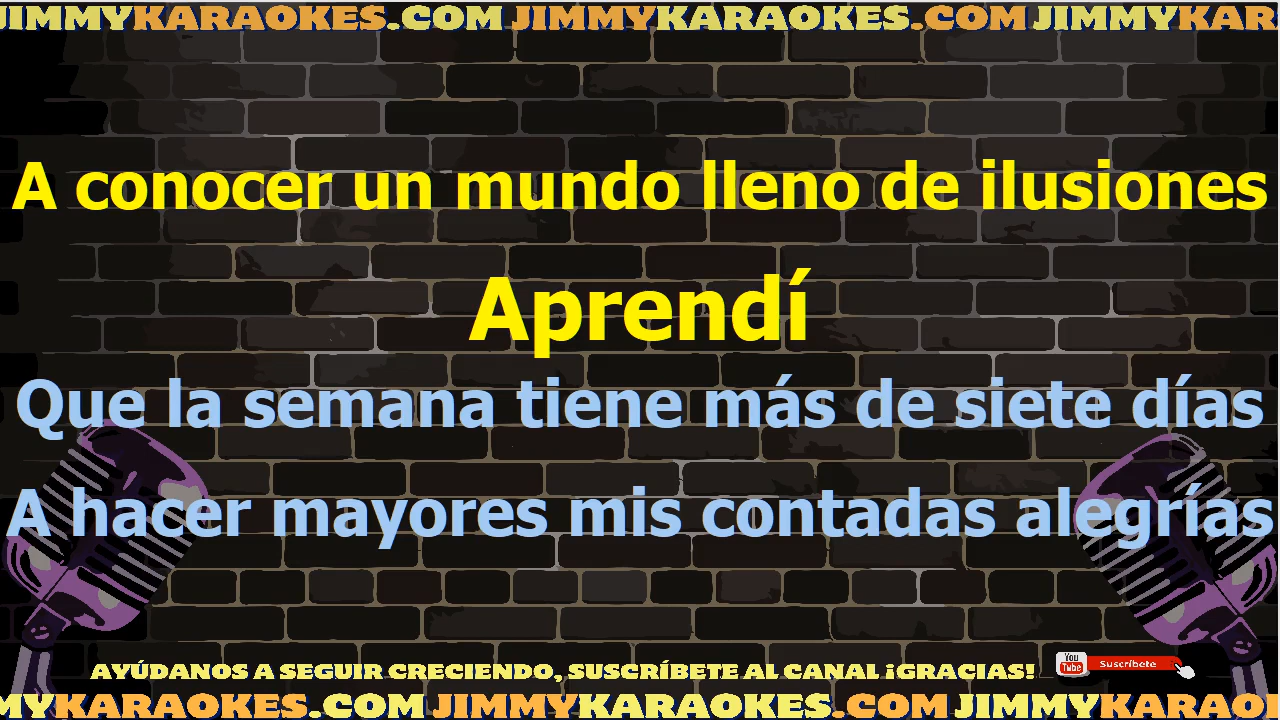 JIMMYKARAOKES.COM JIMMYKARAOKES.COM JIMMYKAR
A conocer un mundo lleno de ilusiones
Aprendí
Que la semana tiene más de siete días
A hacer mayores mis contadas alegrías
AYÚDANOS A SEGUIR CRECIENDO, SUSCRÍBETE AL CANAL ¡GRACIAS!
You Tube Suscríbete
MYKARAOKES.COM JIMMYKARAOKES.COM JIMMYKARAOK